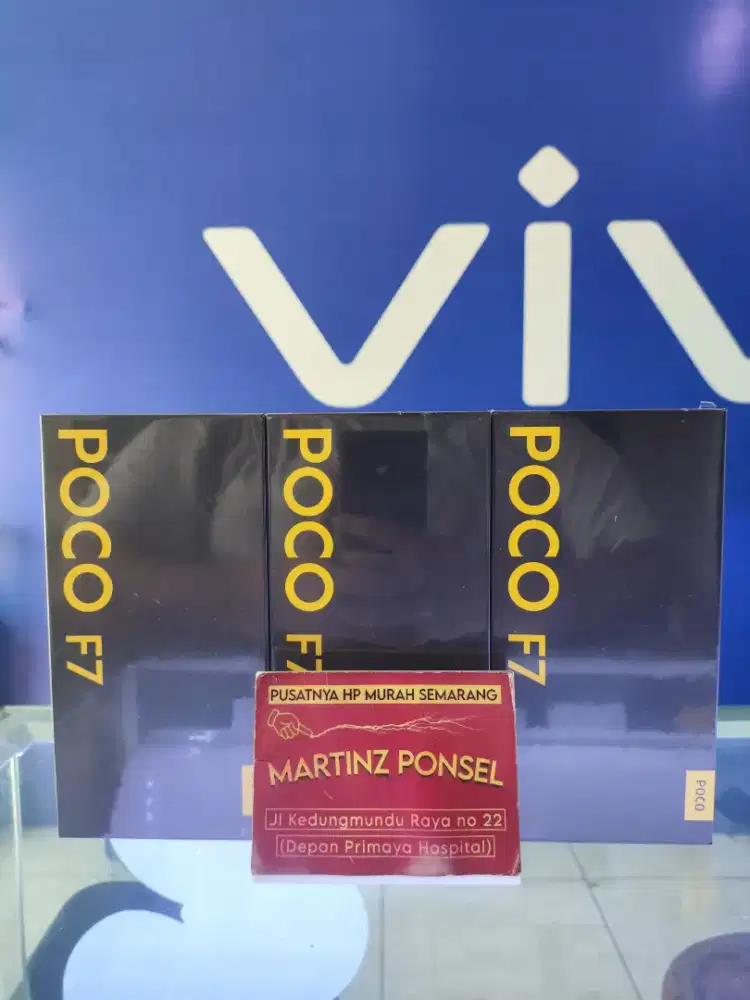 viv
POCO F7
POCO F7
POCO F7
POCO
PUSATNYA HP MURAH SEMARANG
MARTINZ PONSEL
Jl Kedungmundu Raya no 22
(Depan Primaya Hospital)